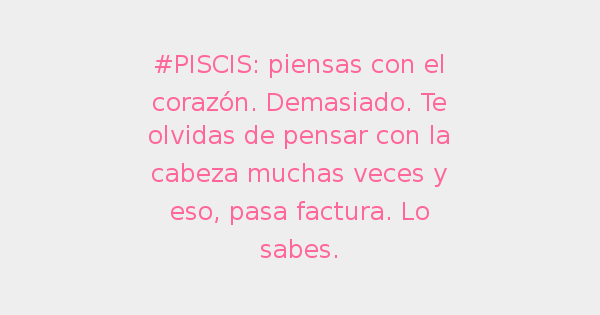 #PISCIS: piensas con el
corazón. Demasiado. Te
olvidas de pensar con la
cabeza muchas veces y
eso, pasa factura. Lo
sabes.